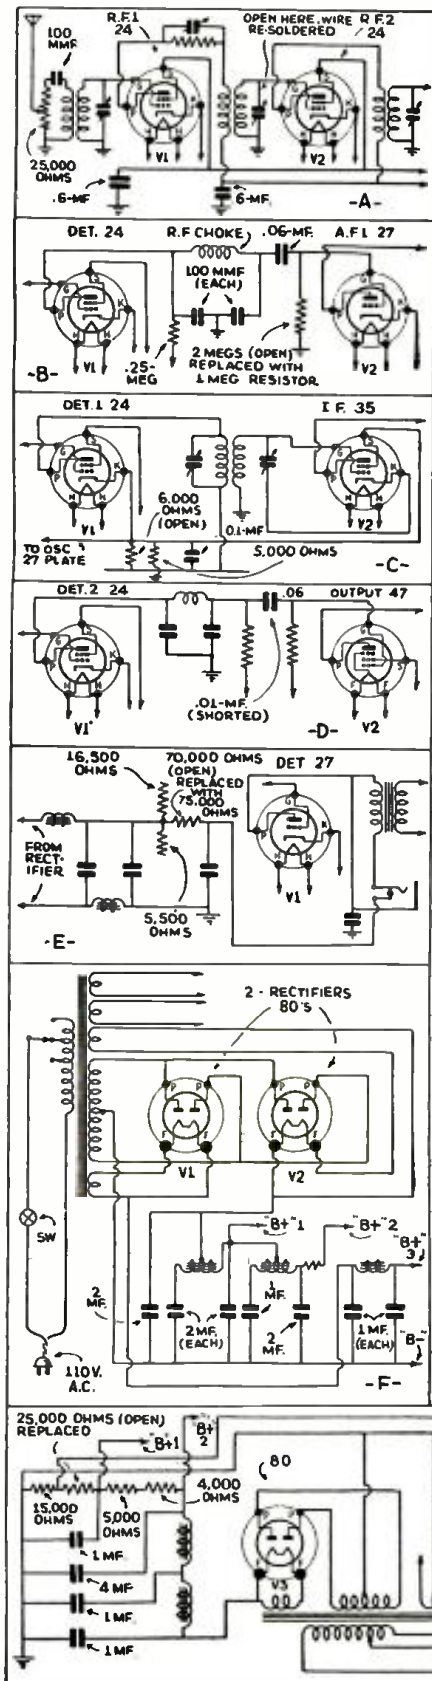 R.F.1
24
OPEN HERE, WIRE
RE-SOLDERED
R.F.2
24
100
MMF.
G
S
P
K
H
H
V1
G
S
P
K
H
H
V2
25,000
OHMS
.6-MF
.6-MF.
-A-
DET. 24
R.F. CHOKE
.06-MF.
A.F.1. 27
100 MMF
(EACH)
G
S
P
K
H
H
V1
G
P
K
H
H
V2
.25-
MEG
2 MEGS (OPEN)
REPLACED WITH
1 MEG RESISTOR.
-B-
DET.1 24
I.F. 35
G
S
P
K
H
H
V1
G
S
P
K
H
H
V2
6,000
OHMS
(OPEN)
0.1-MF
5,000 OHMS
TO OSC
27 PLATE
-C-
DET.2 24
.06
OUTPUT 47
G
S
P
K
H
H
V1
G
P
S
F
F
V2
.01-MF.
(SHORTED)
-D-
16,500
OHMS
70,000 OHMS
(OPEN)
REPLACED
WITH
75,000
OHMS
DET 27
G
P
K
H
H
V1
FROM
RECT-
IFIER
5,500
OHMS
-E-
2 - RECTIFIERS
80'S
P
P
F
F
V1
P
P
F
F
V2
SW
"B+"1
"B+"2
"B+"
3
2
MF.
2 MF.
(EACH)
1
MF.
2
MF.
1 MF.
(EACH)
"B-"
110V.
A.C.
-F-
25,000 OHMS (OPEN)
REPLACED
"B+1
"B+
2
80
15,000
OHMS
5,000
OHMS
4,000
OHMS
1 MF.
4 MF.
1 MF.
1 MF.
V3